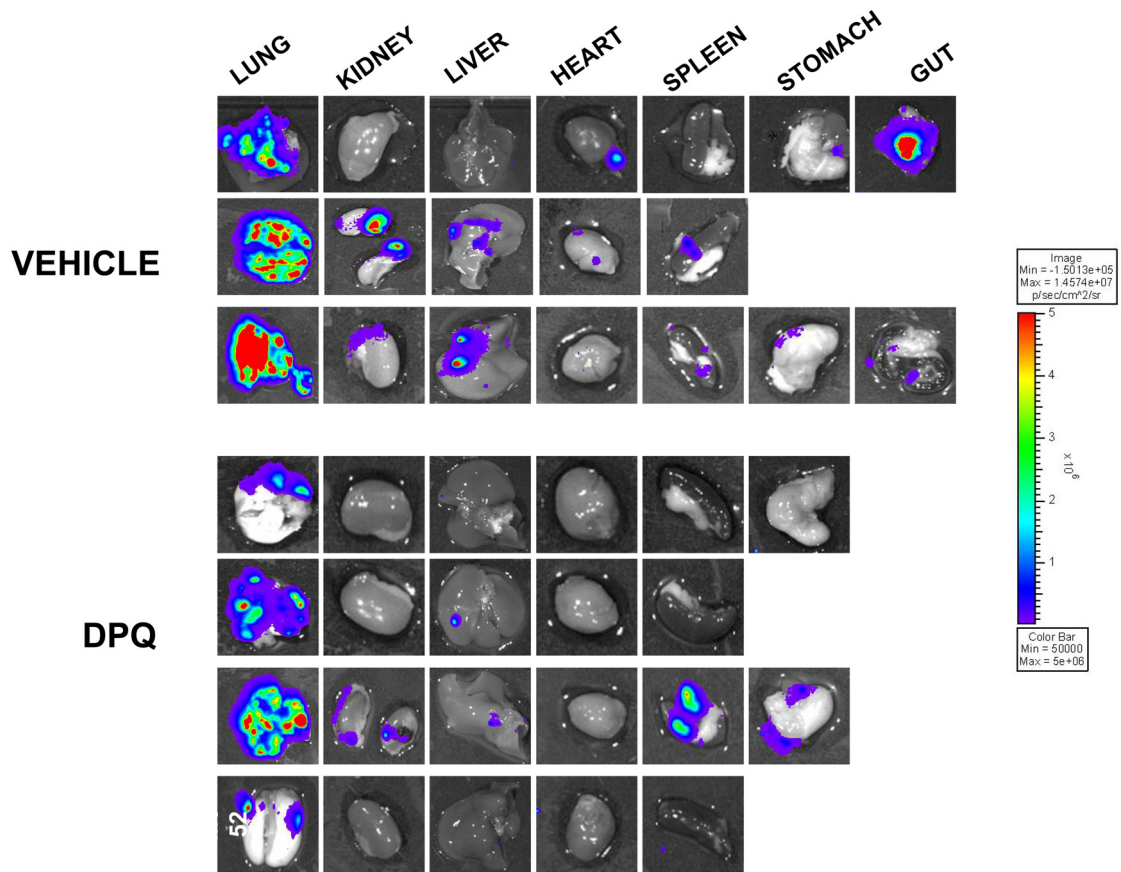 LUNG KIDNEY LIVER HEART SPLEEN STOMACH GUT
VEHICLE
Image
Min = -1.5013e+05
Max = 1.4574e+07
p/sec/cm^2/sr
5
4
3
x 10^6
2
1
DPQ
Color Bar
Min = 50000
Max = 5e+06
52